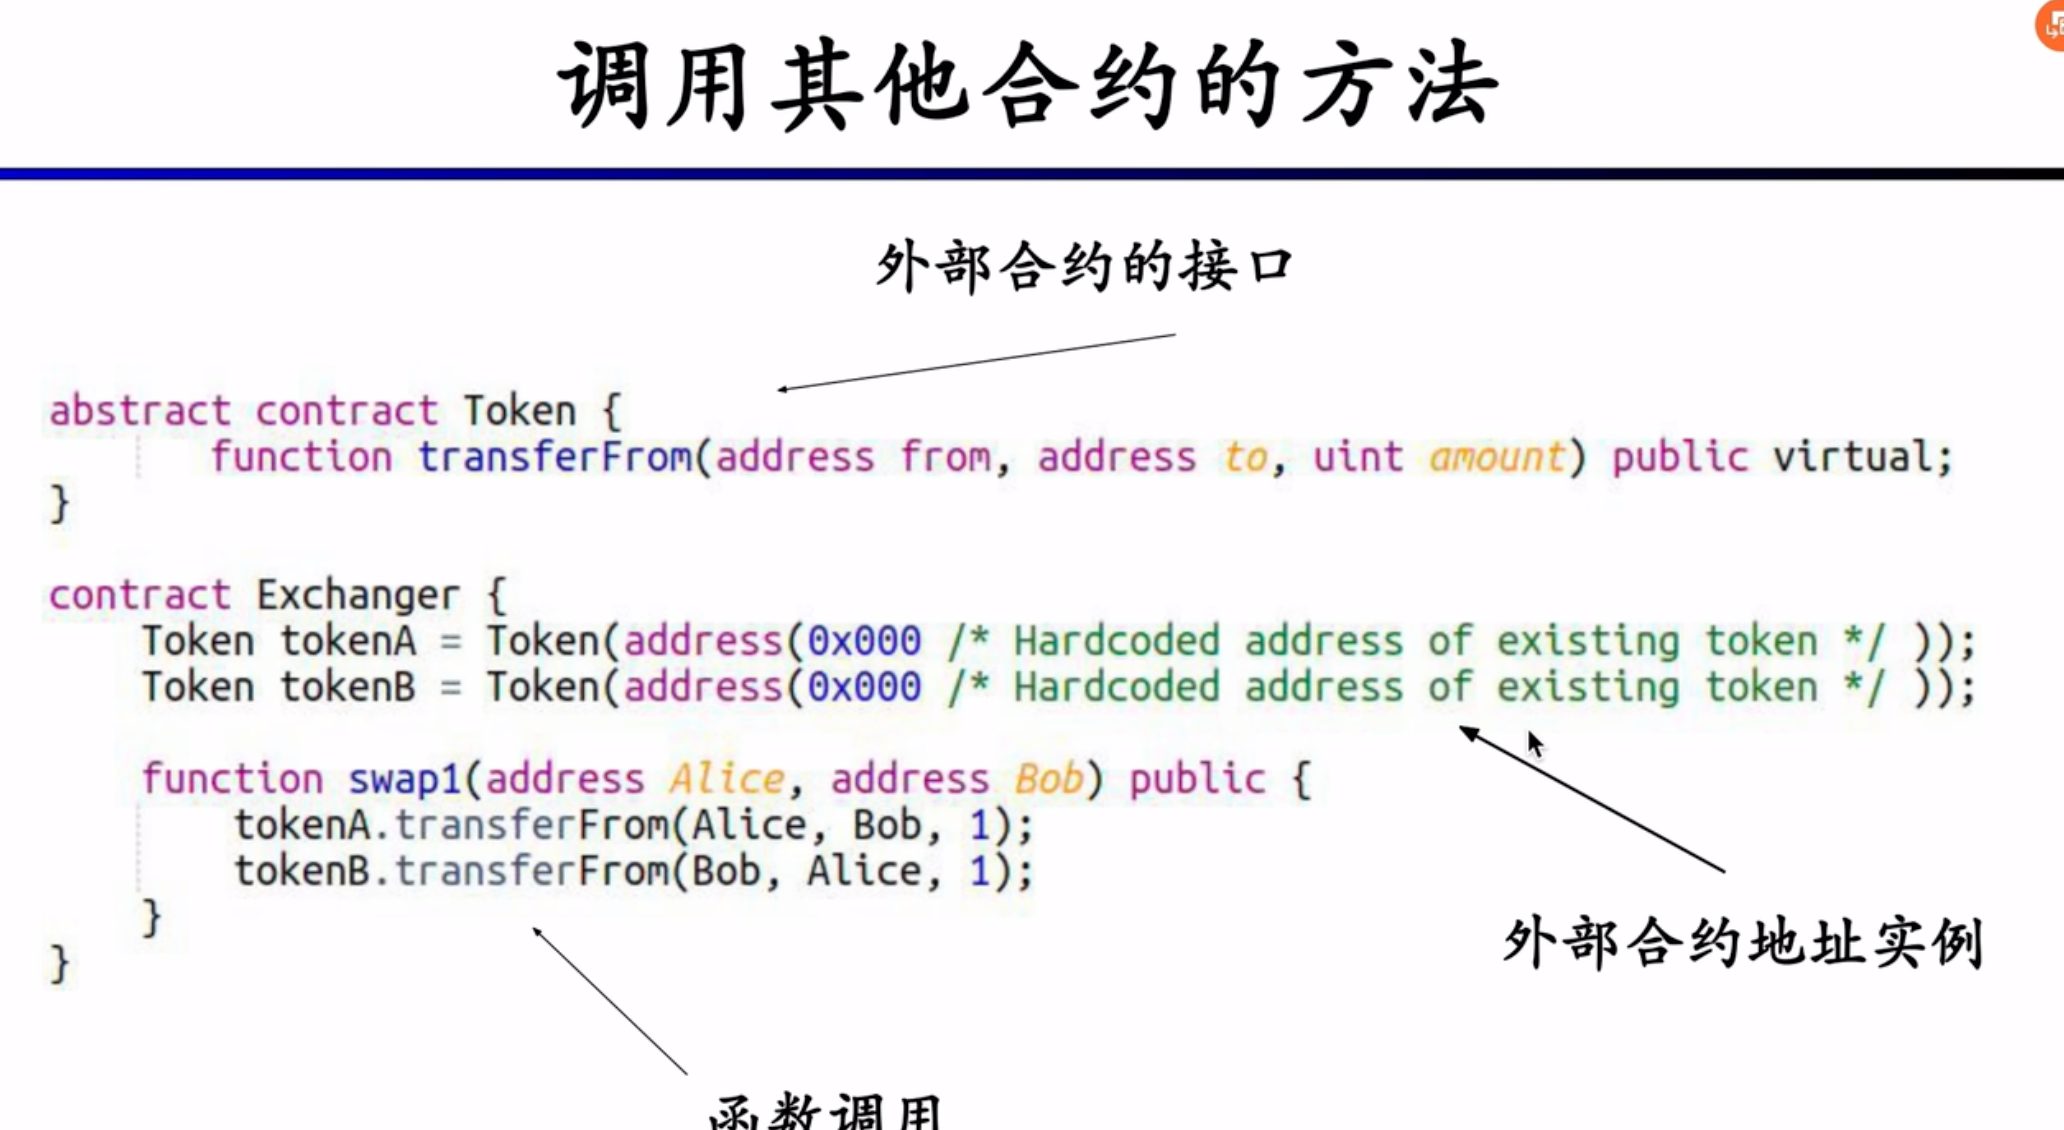 调用其他合约的方法
外部合约的接口
abstract contract Token {
function transferFrom(address from, address to, uint amount) public virtual;
}
contract Exchanger {
Token tokenA = Token(address(0x000 /* Hardcoded address of existing token */ ));
Token tokenB = Token(address(0x000 /* Hardcoded address of existing token */ ));
function swap1(address Alice, address Bob) public {
tokenA.transferFrom(Alice, Bob, 1);
tokenB.transferFrom(Bob, Alice, 1);
}
}
外部合约地址实例
函数调用